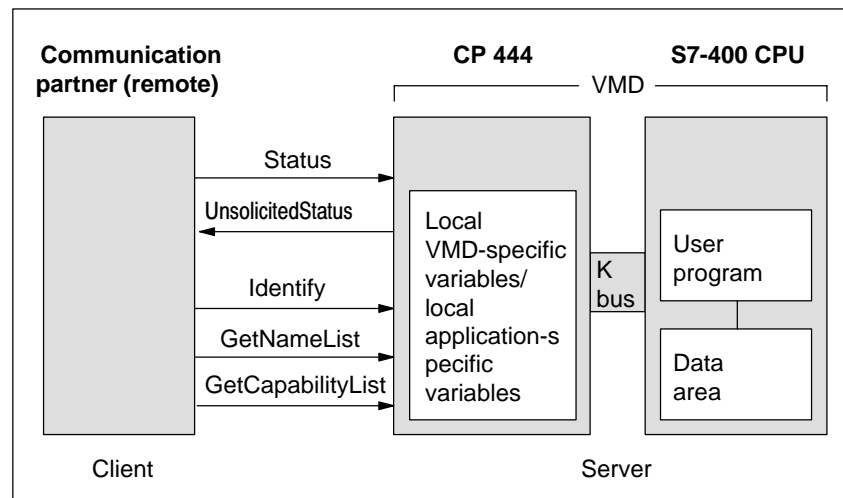 Communication
partner (remote)
CP 444
S7-400 CPU
VMD
Status
UnsolicitedStatus
Identify
GetNameList
GetCapabilityList
Local
VMD-specific
variables/
local
application-s
pecific
variables
K
bus
User
program
Data
area
Client
Server